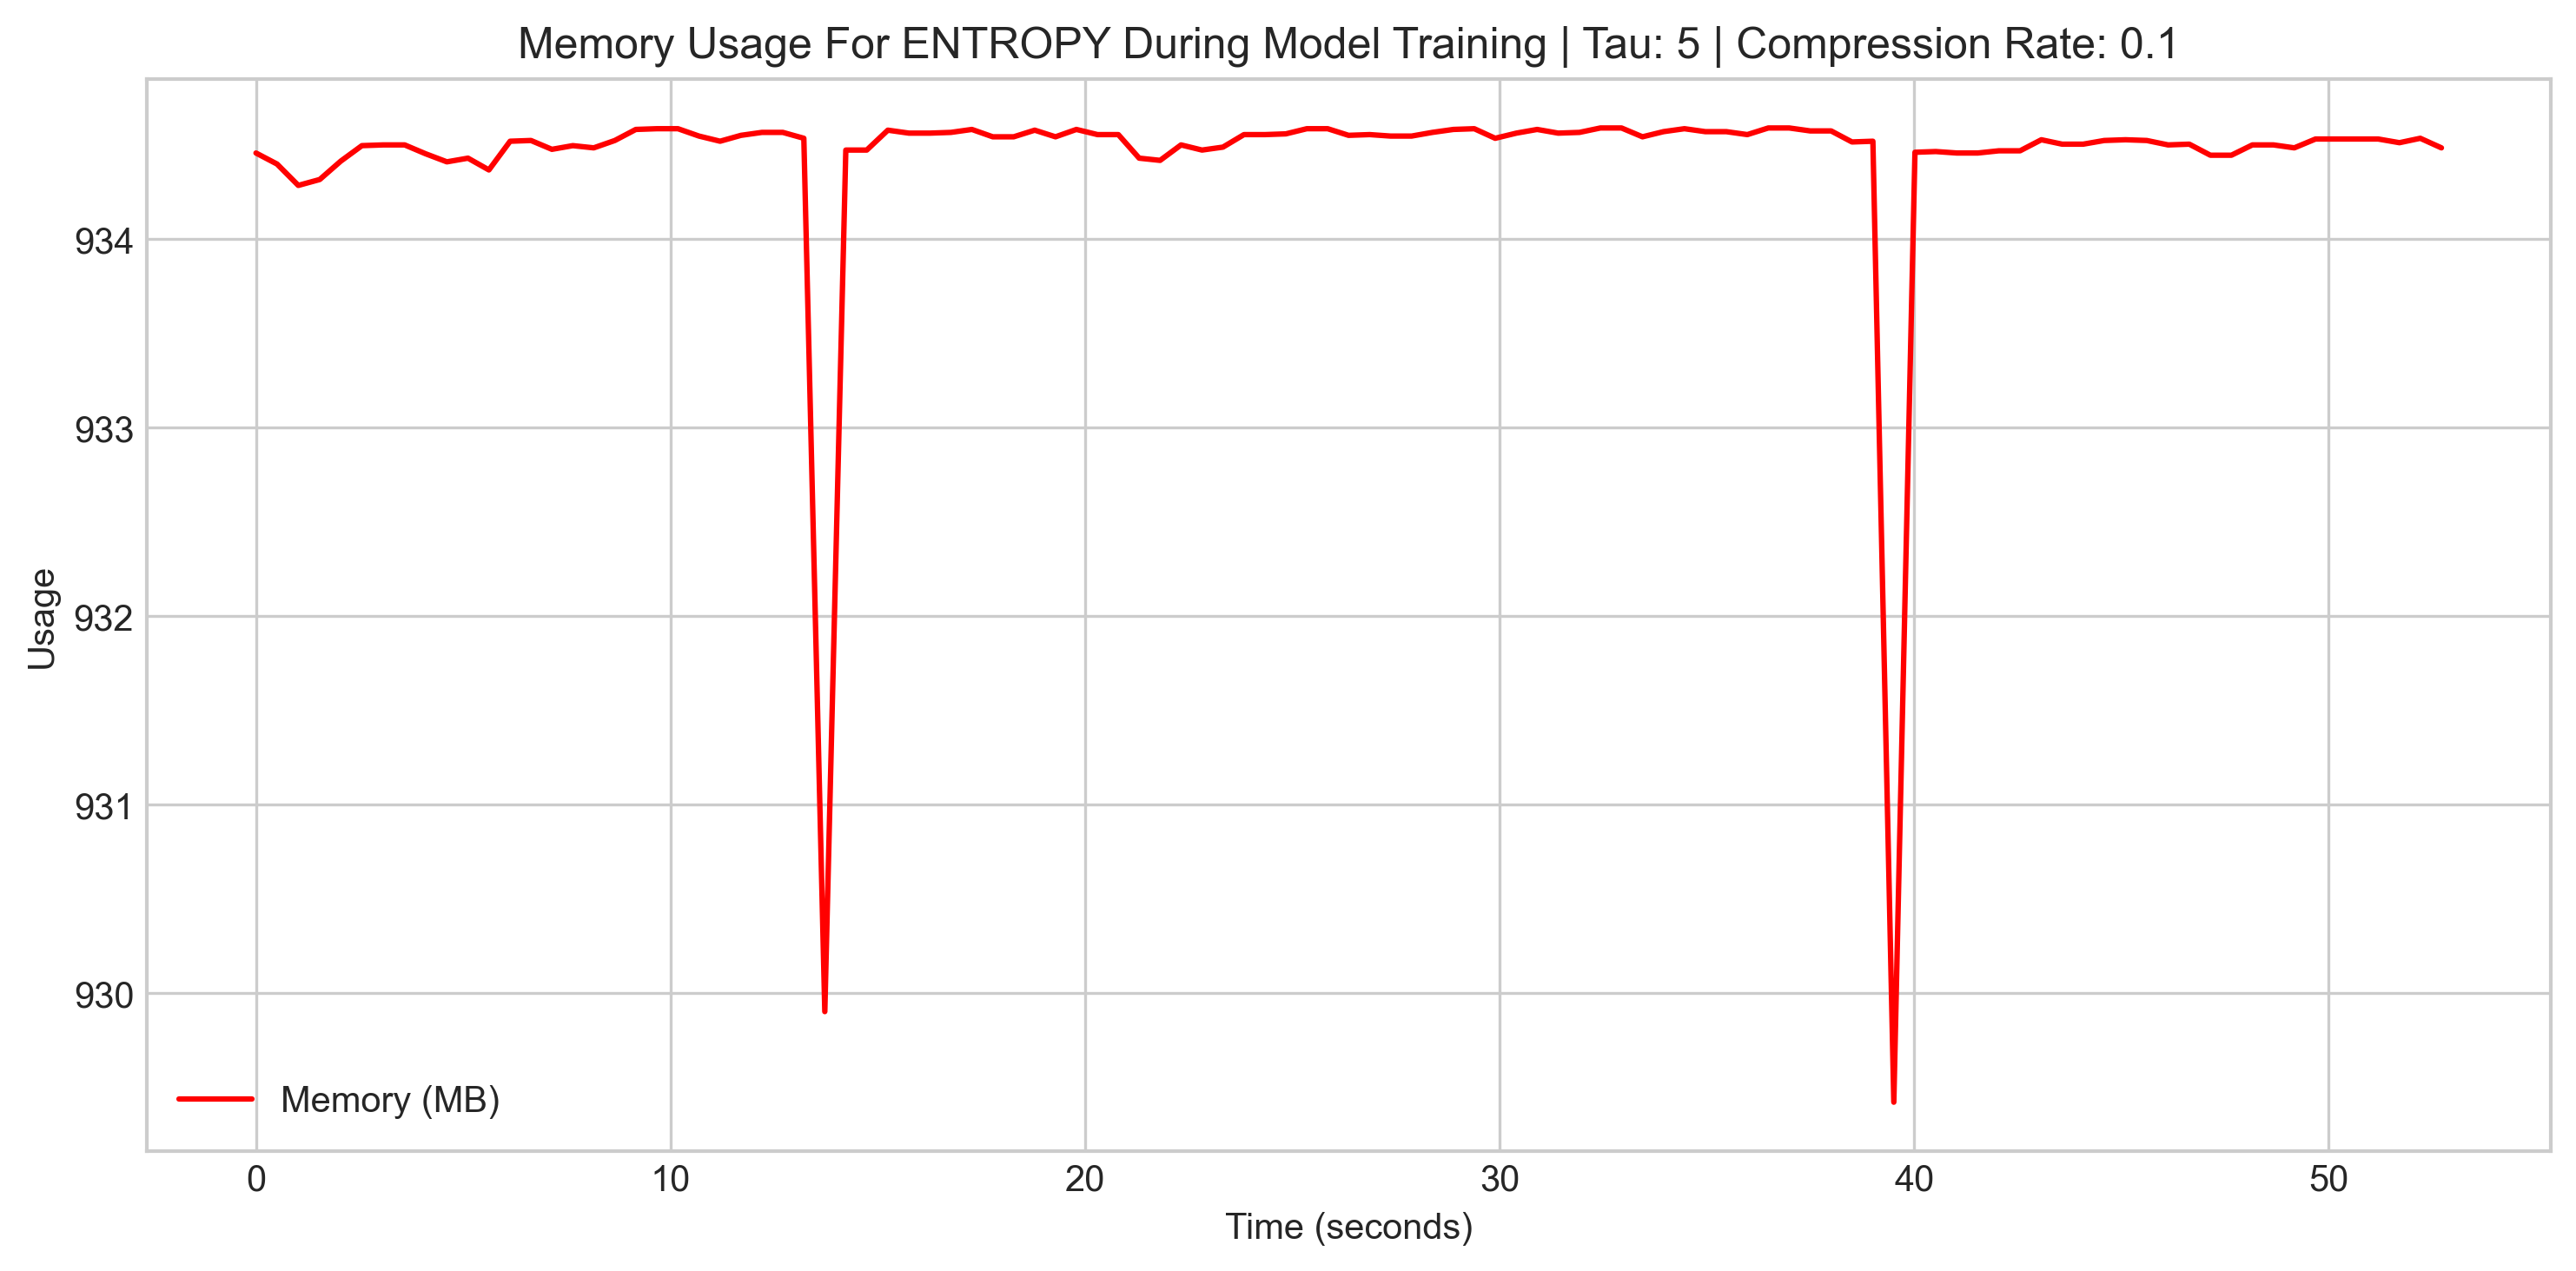 Memory Usage For ENTROPY During Model Training | Tau: 5 | Compression Rate: 0.1
934
933
932
931
930
Usage
Memory (MB)
0 10 20 30 40 50
Time (seconds)